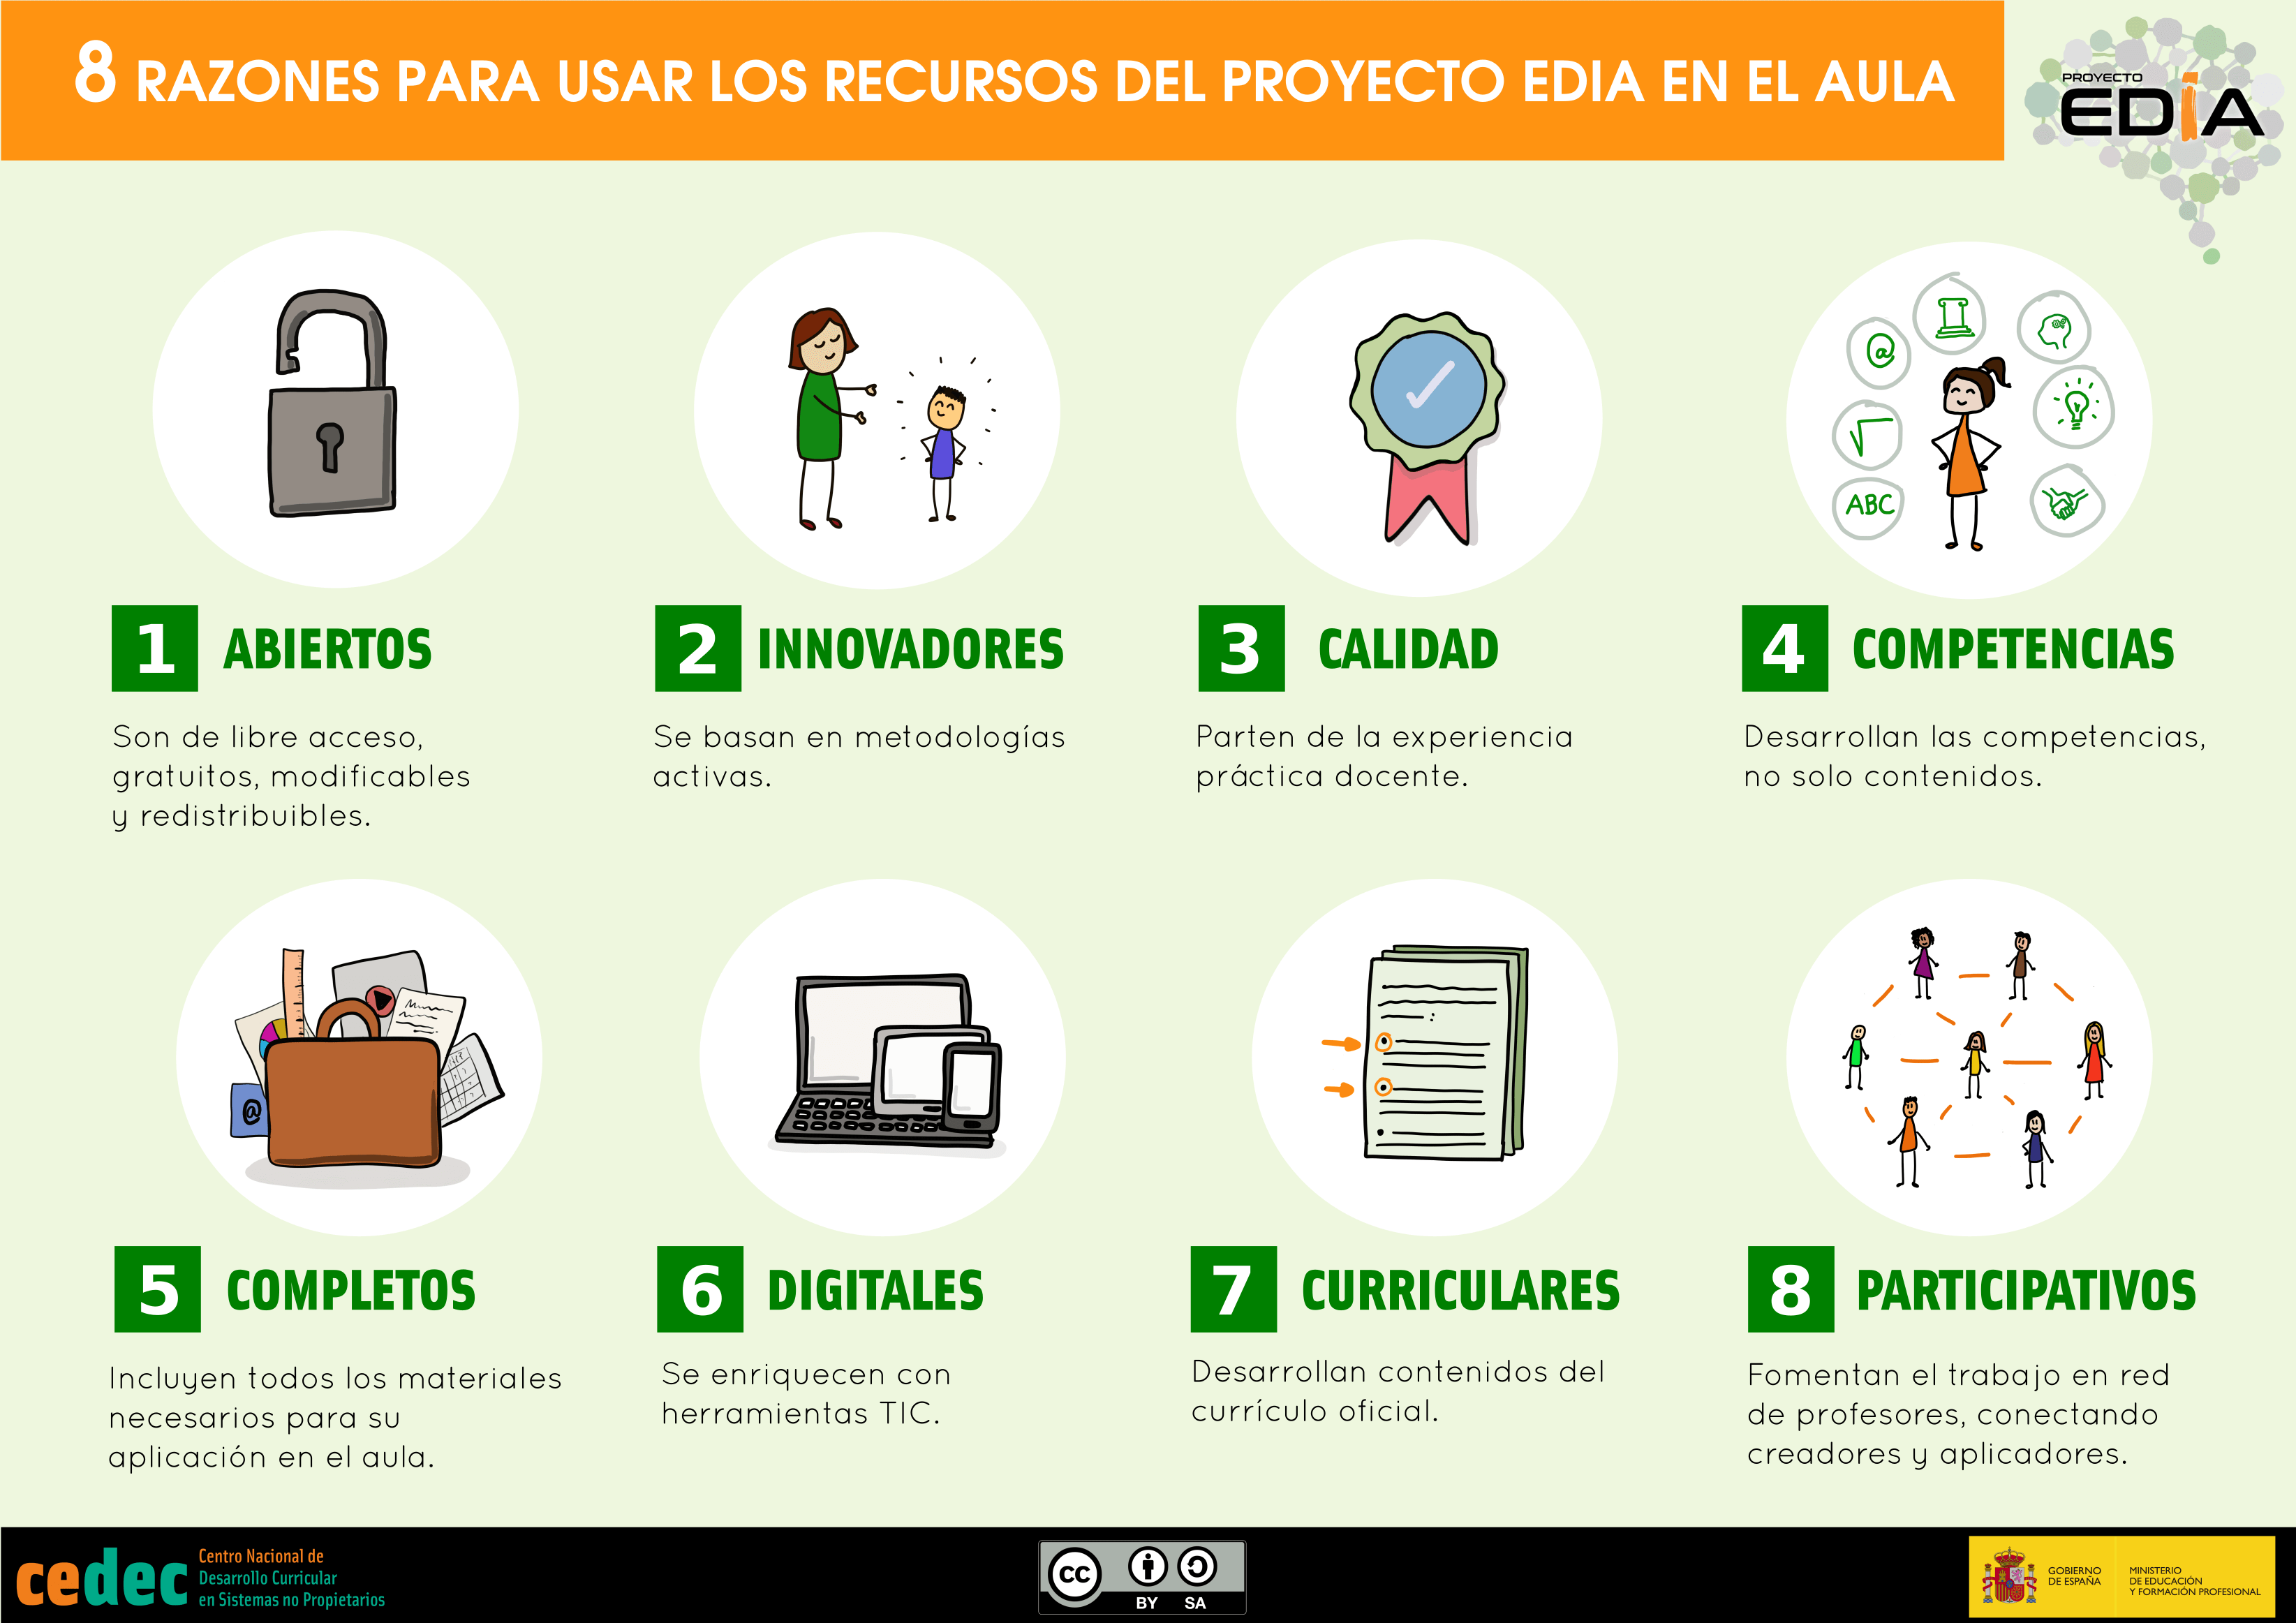 8 RAZONES PARA USAR LOS RECURSOS DEL PROYECTO EDIA EN EL AULA
PROYECTO
EDIA
@
ABC
1 ABIERTOS
Son de libre acceso,
gratuitos, modificables
y redistribuibles.
2 INNOVADORES
Se basan en metodologías
activas.
3 CALIDAD
Parten de la experiencia
práctica docente.
4 COMPETENCIAS
Desarrollan las competencias,
no solo contenidos.
@
5 COMPLETOS
Incluyen todos los materiales
necesarios para su
aplicación en el aula.
6 DIGITALES
Se enriquecen con
herramientas TIC.
7 CURRICULARES
Desarrollan contenidos del
currículo oficial.
8 PARTICIPATIVOS
Fomentan el trabajo en red
de profesores, conectando
creadores y aplicadores.
cedec
Centro Nacional de
Desarrollo Curricular
en Sistemas no Propietarios
cc
BY SA
GOBIERNO
DE ESPAÑA
MINISTERIO
DE EDUCACIÓN
Y FORMACIÓN PROFESIONAL